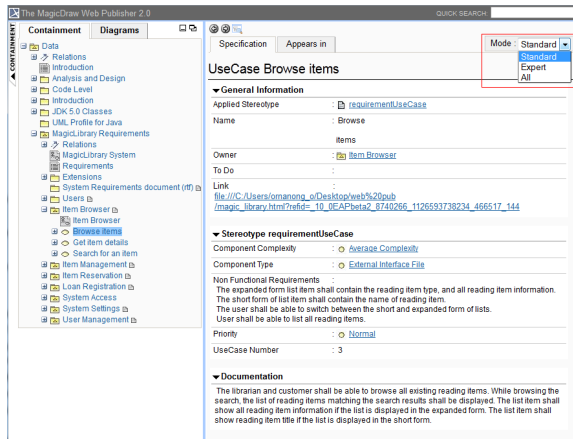 The MagicDraw Web Publisher 2.0
QUICK SEARCH:
CONTAINMENT
Containment
Diagrams
Data
Relations
Introduction
Analysis and Design
Code Level
Introduction
JDK 5.0 Classes
UML Profile for Java
MagicLibrary Requirements
Relations
MagicLibrary System
Requirements
Extensions
System Requirements document (rtf)
Users
Item Browser
Item Browser
Browse items
Get item details
Search for an item
Item Management
Item Reservation
Loan Registration
System Access
System Settings
User Management
Specification
Appears in
Mode : Standard
Standard
Expert
All
UseCase Browse items
General Information
Applied Stereotype : requirementUseCase
Name : Browse
items
Owner : Item Browser
To Do :
Link :
file:///C:/Users/omanong_o/Desktop/web%20pub
/magic_library.html?refid=_10_0EAPbeta2_8740266_1126593738234_466517_144
Stereotype requirementUseCase
Component Complexity : Average Complexity
Component Type : External Interface File
Non Functional Requirements :
The expanded form list item shall contain the reading item type, and all reading item information.
The short form of list item shall contain the name of reading item.
The user shall be able to switch between the short and expanded form of lists.
User shall be able to list all reading items.
Priority : Normal
UseCase Number : 3
Documentation
The librarian and customer shall be able to browse all existing reading items. While browsing the
search, the list of reading items matching the search results shall be displayed. The list item shall
show all reading item information if the list is displayed in the expanded form. The list item shall
show reading item title if the list is displayed in the short form.